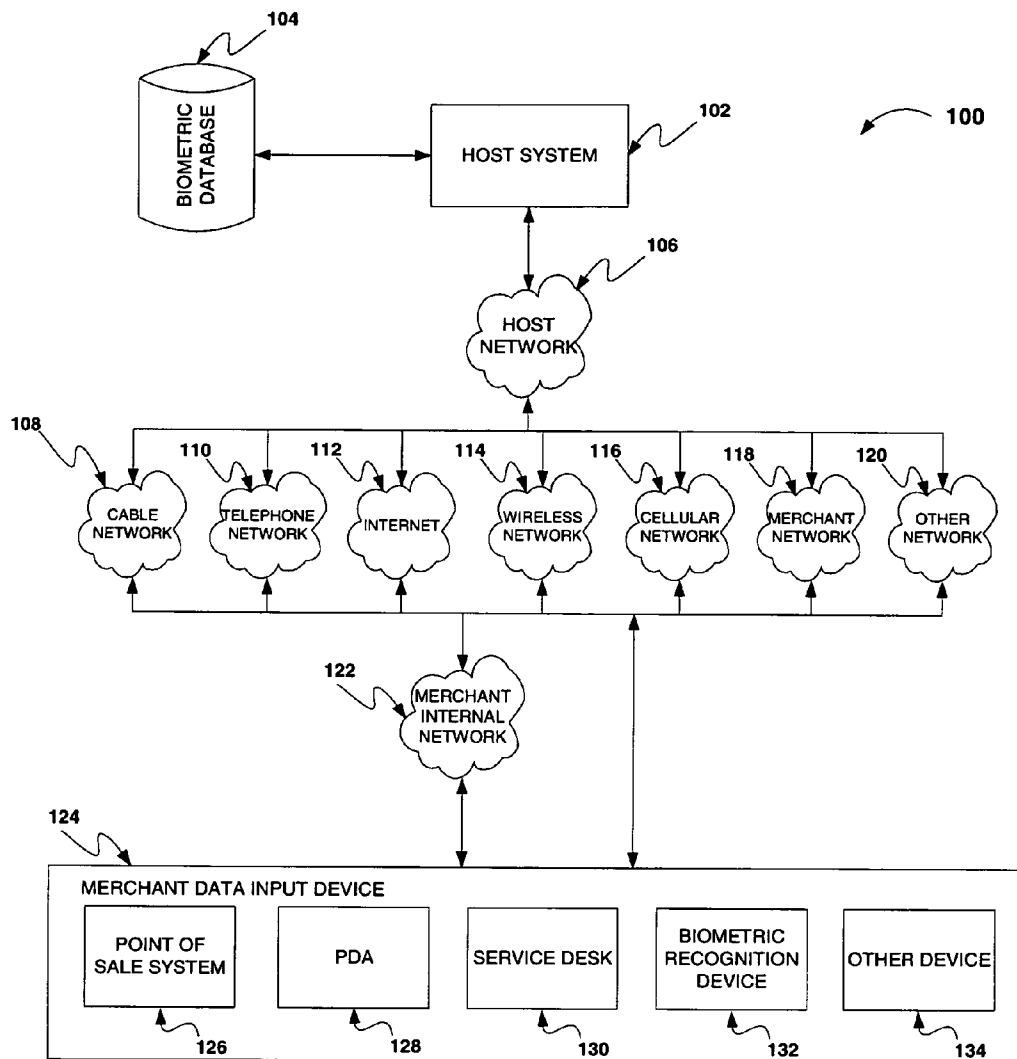 104
BIOMETRIC
DATABASE
HOST SYSTEM
102
100
106
HOST
NETWORK
108
110
112
114
116
118
120
CABLE
NETWORK
TELEPHONE
NETWORK
INTERNET
WIRELESS
NETWORK
CELLULAR
NETWORK
MERCHANT
NETWORK
OTHER
NETWORK
122
MERCHANT
INTERNAL
NETWORK
124
MERCHANT DATA INPUT DEVICE
POINT OF
SALE SYSTEM
PDA
SERVICE DESK
BIOMETRIC
RECOGNITION
DEVICE
OTHER DEVICE
126
128
130
132
134